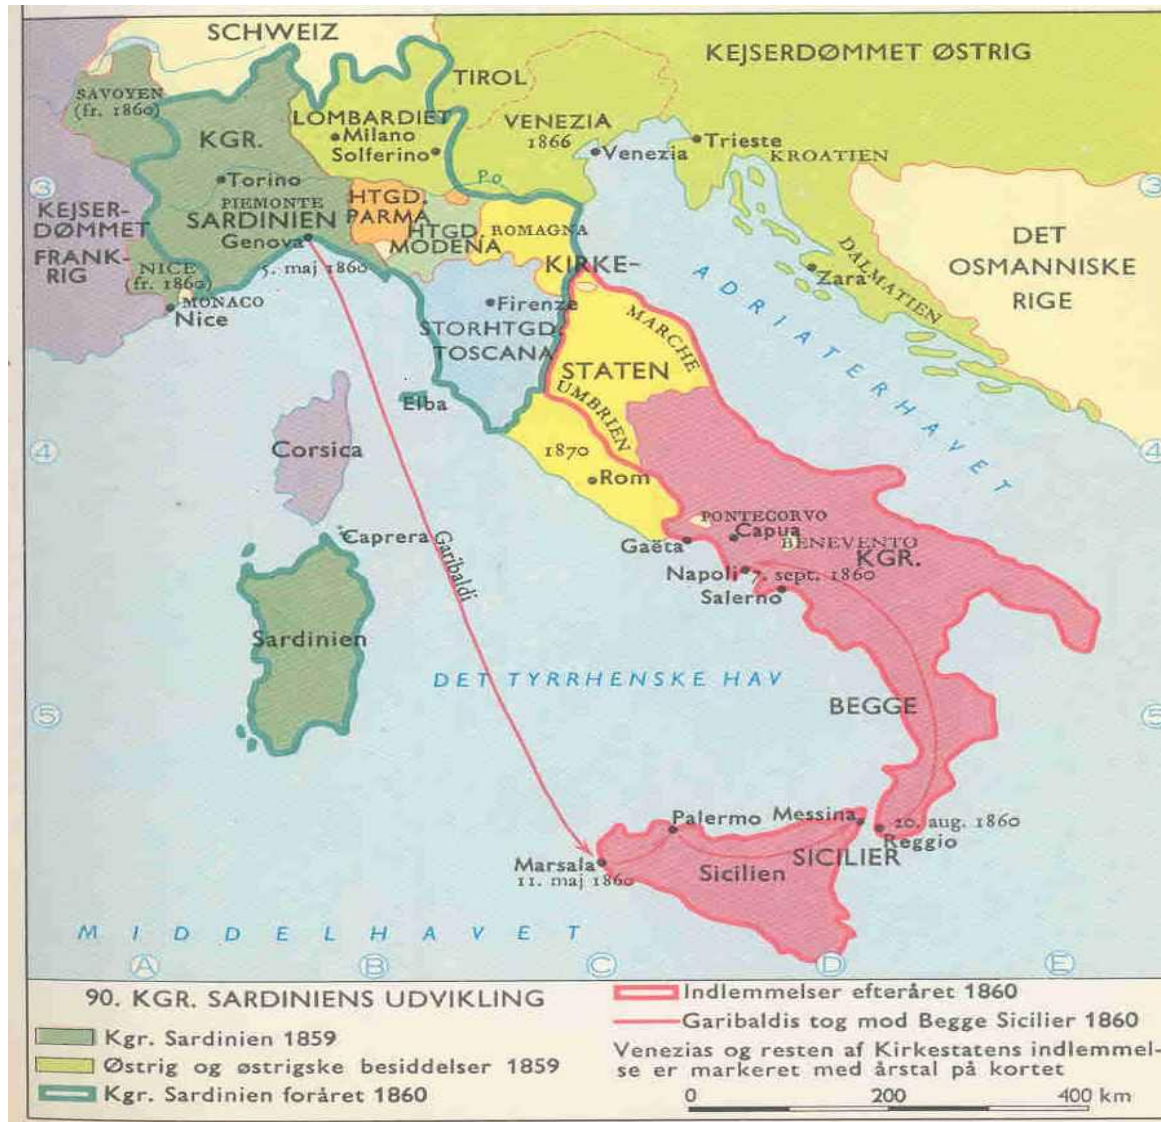 SCHWEIZ
KEJSERDØMMET ØSTRIG
TIROL
SAVOYEN
(fr. 1860)
LOMBARDIET
Milano
Solferino
VENEZIA
1866
Venezia
Trieste
KROATIEN
KGR.
Torino
PIEMONTE
SARDINIEN
Genova
5. maj 1860
Po
HTGD.
PARMA
HTGD.
MODENA
ROMAGNA
KIRKE-
STATEN
3
3
KEJSER-
DØMMET
FRANK-
RIG
NICE
(fr. 1860)
MONACO
Nice
Firenze
STORHTGD.
TOSCANA
MARCHE
UMBRIEN
ADRIATERHAVET
Zara
DALMATIEN
DET
OSMANNISKE
RIGE
Elba
Corsica
4
4
1870
Rom
PONTECORVO
Capua
BENEVENTO
Gaëta
KGR.
Napoli
7. sept. 1860
Salerno
Caprera
Garibaldi
Sardinien
DET TYRRHENSKE HAV
BEGGE
5
5
Palermo
Messina
20. aug. 1860
Reggio
SICILIER
Marsala
11. maj 1860
Sicilien
MIDDELHAVET
A
B
C
D
E
90. KGR. SARDINIENS UDVIKLING
Kgr. Sardinien 1859
Østrig og østrigske besiddelser 1859
Kgr. Sardinien foråret 1860
Indlemmelser efteråret 1860
Garibaldis tog mod Begge Sicilier 1860
Venezias og resten af Kirkestatens indlemmel-
se er markeret med årstal på kortet
0 200 400 km